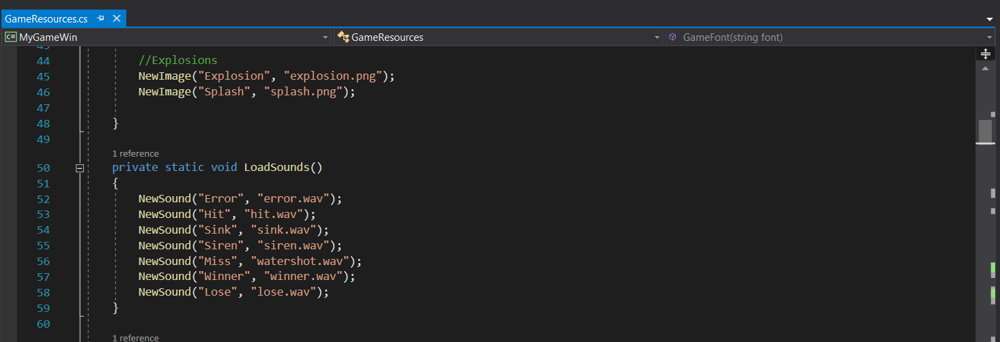 GameResources.cs
C# MyGameWin GameResources GameFont(string font)
43
44 //Explosions
45 NewImage("Explosion", "explosion.png");
46 NewImage("Splash", "splash.png");
47
48 }
49
1 reference
50 private static void LoadSounds()
51 {
52 NewSound("Error", "error.wav");
53 NewSound("Hit", "hit.wav");
54 NewSound("Sink", "sink.wav");
55 NewSound("Siren", "siren.wav");
56 NewSound("Miss", "watershot.wav");
57 NewSound("Winner", "winner.wav");
58 NewSound("Lose", "lose.wav");
59 }
60
1 reference